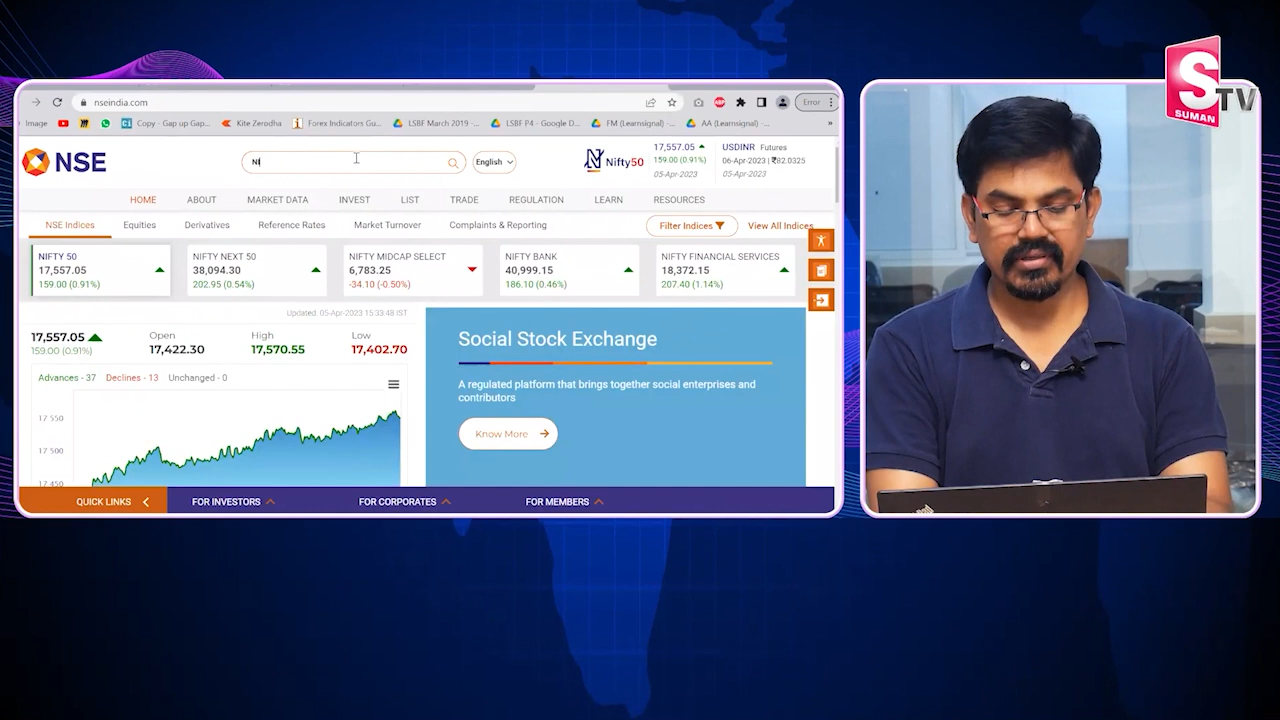 nseindia.com
Error
Image
Copy - Gap up Gap...
Kite Zerodha
Forex Indicators Gu...
LSBF March 2019 -...
LSBF P4 - Google D...
FM (Learnsignal) -...
AA (Learnsignal) -...
»
NSE
NI
English
Nifty50
17,557.05
159.00 (0.91%)
05-Apr-2023
USDINR Futures
06-Apr-2023 | ₹82.0325
05-Apr-2023
HOME ABOUT MARKET DATA INVEST LIST TRADE REGULATION LEARN RESOURCES
NSE Indices Equities Derivatives Reference Rates Market Turnover Complaints & Reporting Filter Indices View All Indices
NIFTY 50
17,557.05
159.00 (0.91%)
NIFTY NEXT 50
38,094.30
202.95 (0.54%)
NIFTY MIDCAP SELECT
6,783.25
-34.10 (-0.50%)
NIFTY BANK
40,999.15
186.10 (0.46%)
NIFTY FINANCIAL SERVICES
18,372.15
207.40 (1.14%)
Updated: 05-Apr-2023 15:33:48 IST
17,557.05
159.00 (0.91%)
Open
17,422.30
High
17,570.55
Low
17,402.70
Advances - 37 Declines - 13 Unchanged - 0
17 550
17 500
17 450
Social Stock Exchange
A regulated platform that brings together social enterprises and
contributors
Know More
QUICK LINKS FOR INVESTORS FOR CORPORATES FOR MEMBERS
S TV
SUMAN